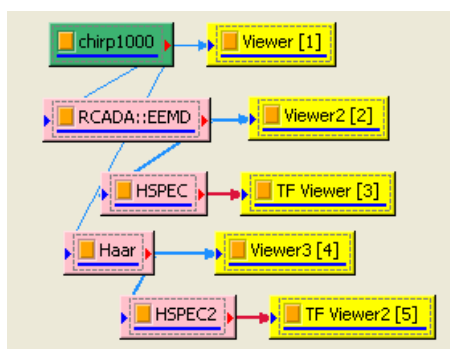 chirp1000 Viewer [1]
RCADA::EEMD Viewer2 [2]
HSPEC TF Viewer [3]
Haar Viewer3 [4]
HSPEC2 TF Viewer2 [5]